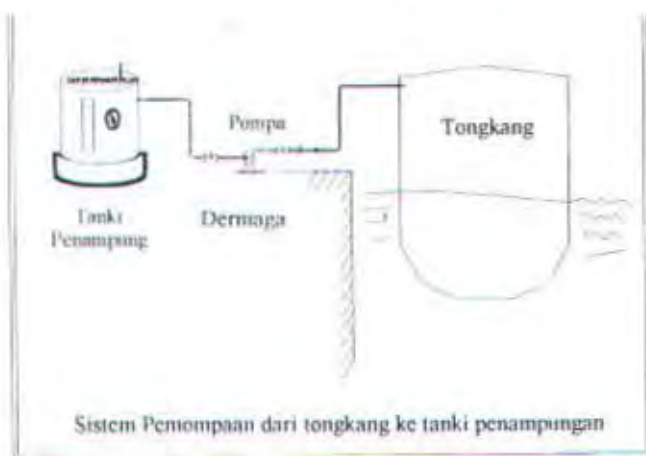 Pompa
Tongkang
Tanki
Penampung
Dermaga
Sistem Pemompaan dari tongkang ke tanki penampungan